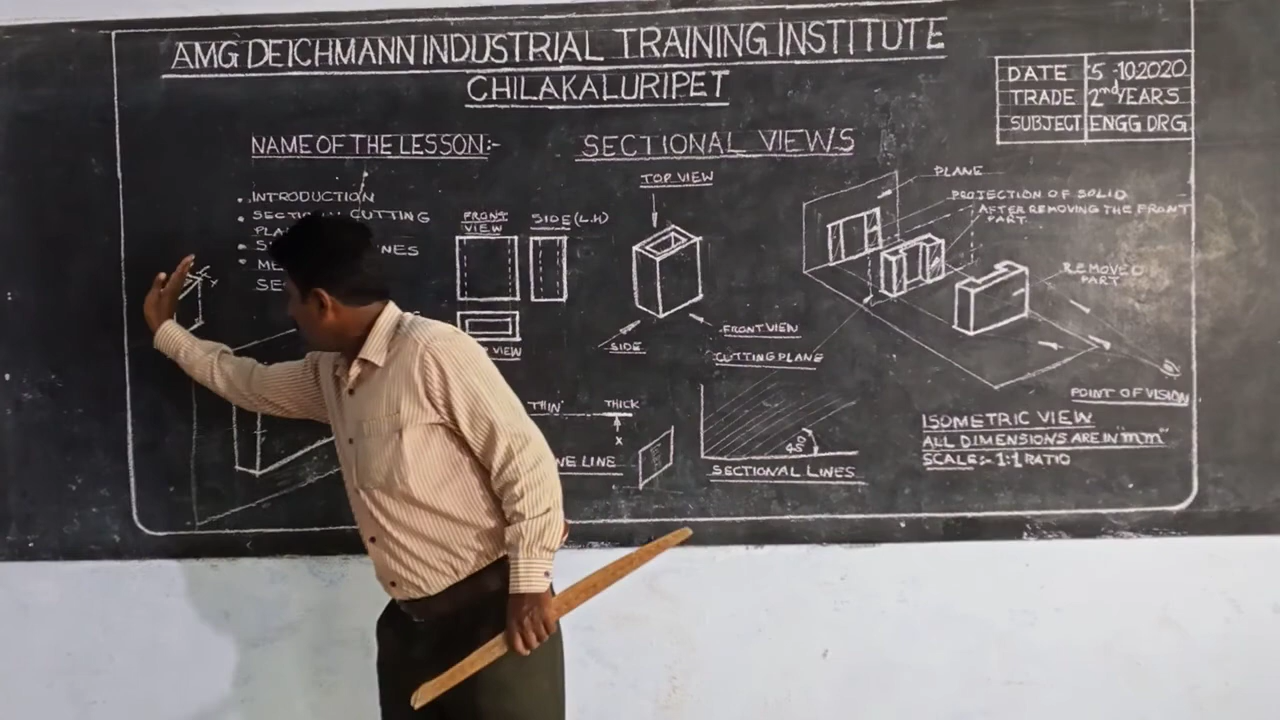 AMG DEICHMANN INDUSTRIAL TRAINING INSTITUTE
CHILAKALURIPET
DATE 5-10 2020
TRADE 2nd YEARS
SUBJECT ENGG DRG
NAME OF THE LESSON:- SECTIONAL VIEWS
INTRODUCTION
CUTTING
FRONT
VIEW
SIDE (L.H)
VIEW
TOP VIEW
FRONT VIEW
SIDE
CUTTING PLANE
PLANE
PROJECTION OF SOLID
AFTER REMOVING THE FRONT
PART
REMOVED
PART
POINT OF VISION
THIN THICK
X
LINE
SECTIONAL LINES
ISOMETRIC VIEW
ALL DIMENSIONS ARE IN "mm"
SCALE:- 1:1 RATIO